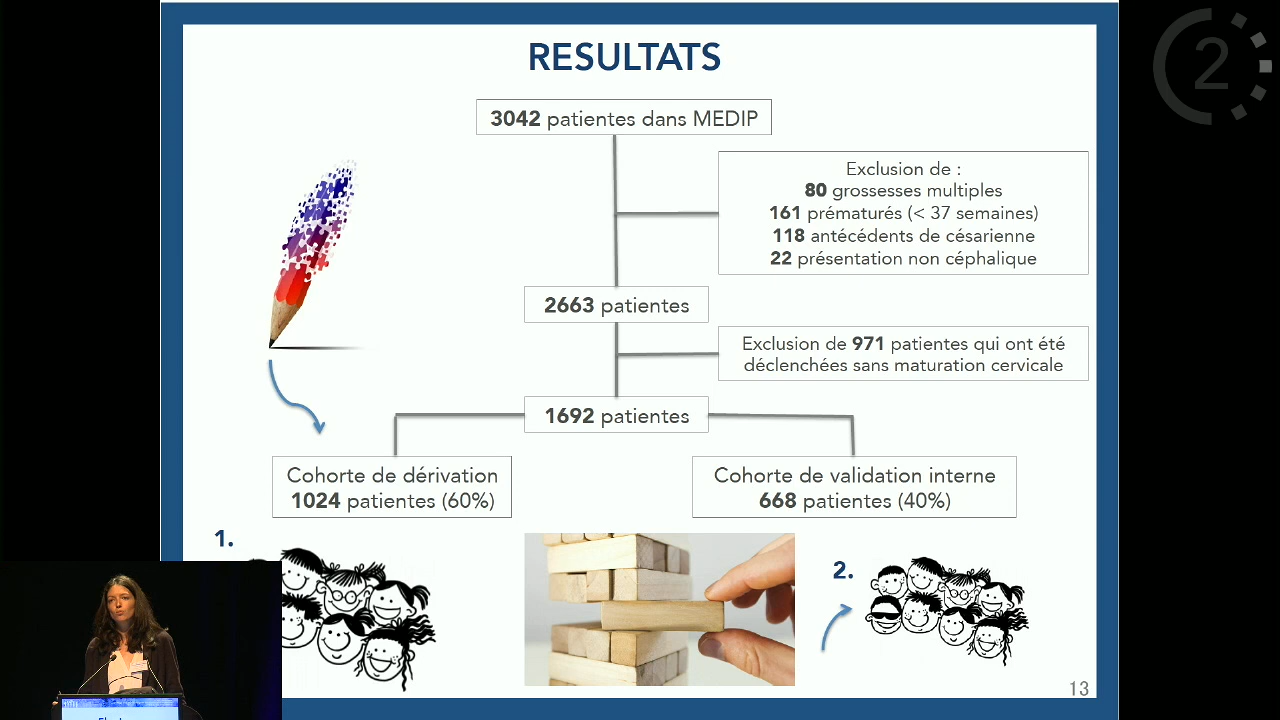 RESULTATS
3042 patientes dans MEDIP
Exclusion de :
80 grossesses multiples
161 prématurés (< 37 semaines)
118 antécédents de césarienne
22 présentation non céphalique
2663 patientes
Exclusion de 971 patientes qui ont été
déclenchées sans maturation cervicale
1692 patientes
Cohorte de dérivation
1024 patientes (60%)
Cohorte de validation interne
668 patientes (40%)
1.
2.
13
2